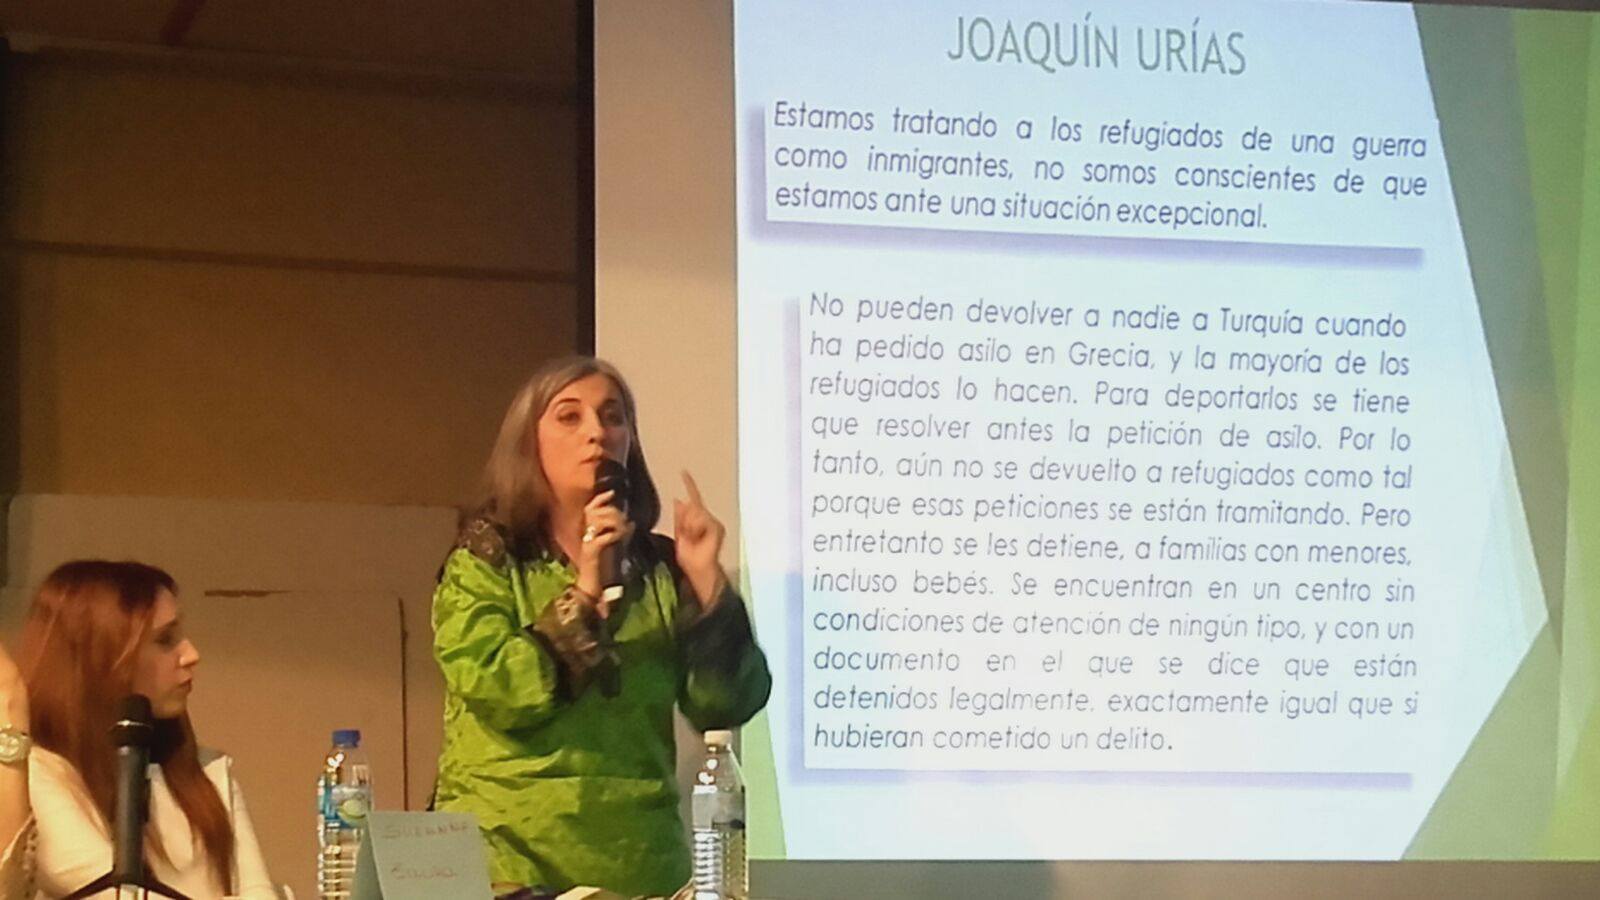 JOAQUÍN URÍAS
Estamos tratando a los refugiados de una guerra
como inmigrantes, no somos conscientes de que
estamos ante una situación excepcional.
No pueden devolver a nadie a Turquía cuando
ha pedido asilo en Grecia, y la mayoría de los
refugiados lo hacen. Para deportarlos se tiene
que resolver antes la petición de asilo. Por lo
tanto, aún no se devuelto a refugiados como tal
porque esas peticiones se están tramitando. Pero
entretanto se les detiene, a familias con menores,
incluso bebés. Se encuentran en un centro sin
condiciones de atención de ningún tipo, y con un
documento en el que se dice que están
detenidos legalmente, exactamente igual que si
hubieran cometido un delito.